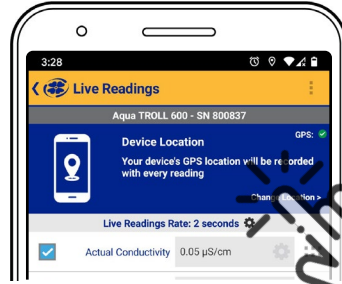 3:28
Live Readings
Aqua TROLL 600 - SN 800837
GPS:
Device Location
Your device's GPS location will be recorded
with every reading
Change Location >
Live Readings Rate: 2 seconds
Actual Conductivity 0.05 µS/cm